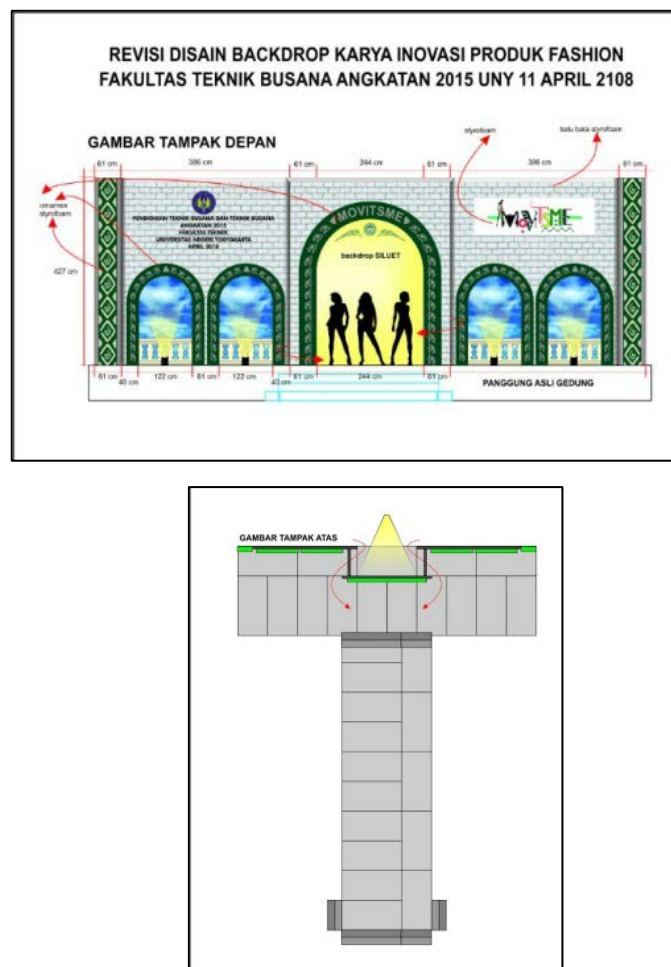 REVISI DISAIN BACKDROP KARYA INOVASI PRODUK FASHION
FAKULTAS TEKNIK BUSANA ANGKATAN 2015 UNY 11 APRIL 2108
GAMBAR TAMPAK DEPAN
styrofoam
batu bata styrofoam
61 cm
386 cm
61 cm
244 cm
61 cm
386 cm
61 cm
ornamen
styrofoam
PENDIDIKAN TEKNIK BUSANA DAN TEKNIK BUSANA
ANGKATAN 2015
FAKULTAS TEKNIK
UNIVERSITAS NEGERI YOGYAKARTA
APRIL 2018
MOVITSME
backdrop SILUET
427 cm
61 cm
40 cm
122 cm
61 cm
122 cm
40 cm
61 cm
244 cm
61 cm
PANGGUNG ASLI GEDUNG
GAMBAR TAMPAK ATAS